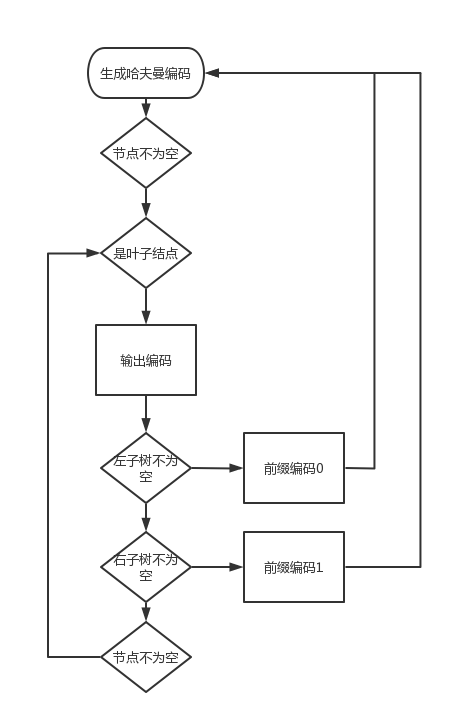 生成哈夫曼编码
节点不为空
是叶子结点
输出编码
左子树不为
空
前缀编码0
右子树不为
空
前缀编码1
节点不为空